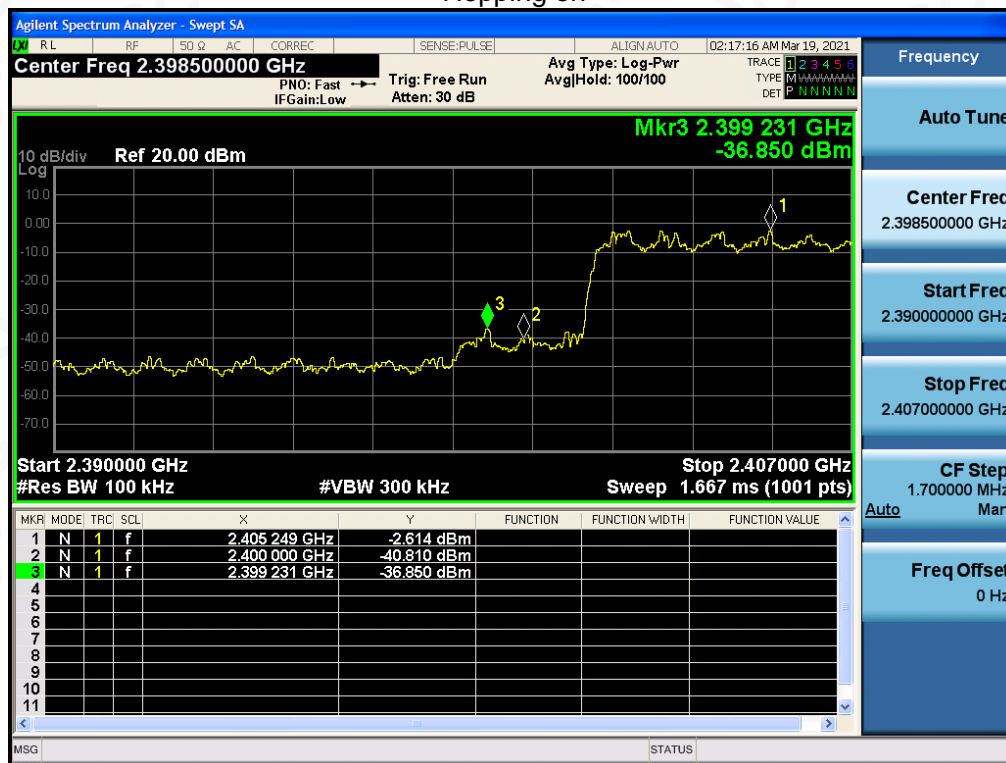 Hopping on
Agilent Spectrum Analyzer - Swept SA
LXI RL RF 50 Ω AC CORREC SENSE:PULSE ALIGN AUTO 02:17:16 AM Mar 19, 2021
Center Freq 2.398500000 GHz
PNO: Fast
IFGain:Low
Trig: Free Run
Atten: 30 dB
Avg Type: Log-Pwr
Avg|Hold: 100/100
TRACE 1 2 3 4 5 6
TYPE M
DET P N N N N N
Mkr3 2.399 231 GHz
-36.850 dBm
10 dB/div Ref 20.00 dBm
Log
10.0
0.00
-10.0
-20.0
-30.0
-40.0
-50.0
-60.0
-70.0
1
3
2
Start 2.390000 GHz Stop 2.407000 GHz
#Res BW 100 kHz #VBW 300 kHz Sweep 1.667 ms (1001 pts)
MKR MODE TRC SCL X Y FUNCTION FUNCTION WIDTH FUNCTION VALUE
1 N 1 f 2.405 249 GHz -2.614 dBm
2 N 1 f 2.400 000 GHz -40.810 dBm
3 N 1 f 2.399 231 GHz -36.850 dBm
4
5
6
7
8
9
10
11
MSG STATUS
Frequency
Auto Tune
Center Freq
2.398500000 GHz
Start Freq
2.390000000 GHz
Stop Freq
2.407000000 GHz
CF Step
1.700000 MHz
Auto Man
Freq Offset
0 Hz